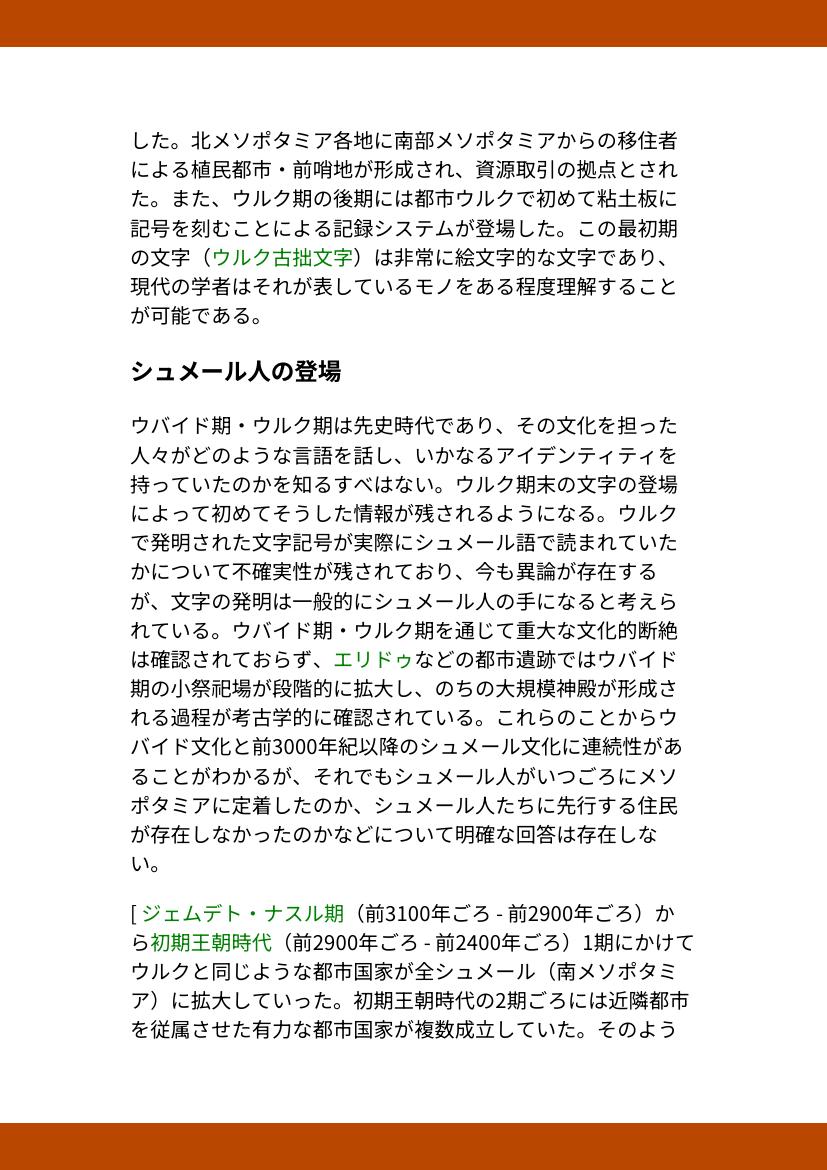 した。北メソポタミア各地に南部メソポタミアからの移住者
による植民都市・前哨地が形成され、資源取引の拠点とされ
た。また、ウルク期の後期には都市ウルクで初めて粘土板に
記号を刻むことによる記録システムが登場した。この最初期
の文字（ウルク古拙文字）は非常に絵文字的な文字であり、
現代の学者はそれが表しているモノをある程度理解すること
が可能である。
シュメール人の登場
ウバイド期・ウルク期は先史時代であり、その文化を担った
人々がどのような言語を話し、いかなるアイデンティティを
持っていたのかを知るすべはない。ウルク期末の文字の登場
によって初めてそうした情報が残されるようになる。ウルク
で発明された文字記号が実際にシュメール語で読まれていた
かについて不確実性が残されており、今も異論が存在する
が、文字の発明は一般的にシュメール人の手になると考えら
れている。ウバイド期・ウルク期を通じて重大な文化的断絶
は確認されておらず、エリドゥなどの都市遺跡ではウバイド
期の小祭祀場が段階的に拡大し、のちの大規模神殿が形成さ
れる過程が考古学的に確認されている。これらのことからウ
バイド文化と前3000年紀以降のシュメール文化に連続性があ
ることがわかるが、それでもシュメール人がいつごろにメソ
ポタミアに定着したのか、シュメール人たちに先行する住民
が存在しなかったのかなどについて明確な回答は存在しな
い。
[ ジェムデト・ナスル期（前3100年ごろ - 前2900年ごろ）か
ら初期王朝時代（前2900年ごろ - 前2400年ごろ）1期にかけて
ウルクと同じような都市国家が全シュメール（南メソポタミ
ア）に拡大していった。初期王朝時代の2期ごろには近隣都市
を従属させた有力な都市国家が複数成立していた。そのよう